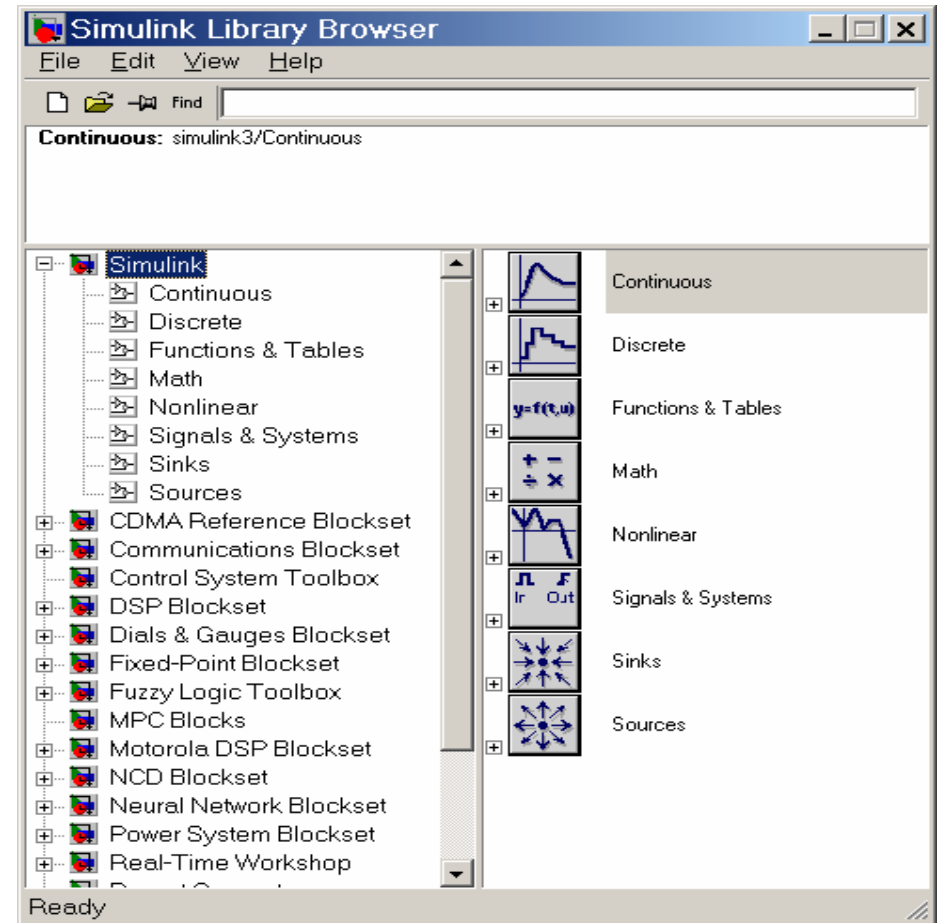 Simulink Library Browser
File Edit View Help
Find
Continuous: simulink3/Continuous
Simulink
Continuous
Discrete
Functions & Tables
Math
Nonlinear
Signals & Systems
Sinks
Sources
CDMA Reference Blockset
Communications Blockset
Control System Toolbox
DSP Blockset
Dials & Gauges Blockset
Fixed-Point Blockset
Fuzzy Logic Toolbox
MPC Blocks
Motorola DSP Blockset
NCD Blockset
Neural Network Blockset
Power System Blockset
Real-Time Workshop
Continuous
Discrete
y=f(t,u)
Functions & Tables
+ −
÷ ×
Math
Nonlinear
In Out
Signals & Systems
Sinks
Sources
Ready